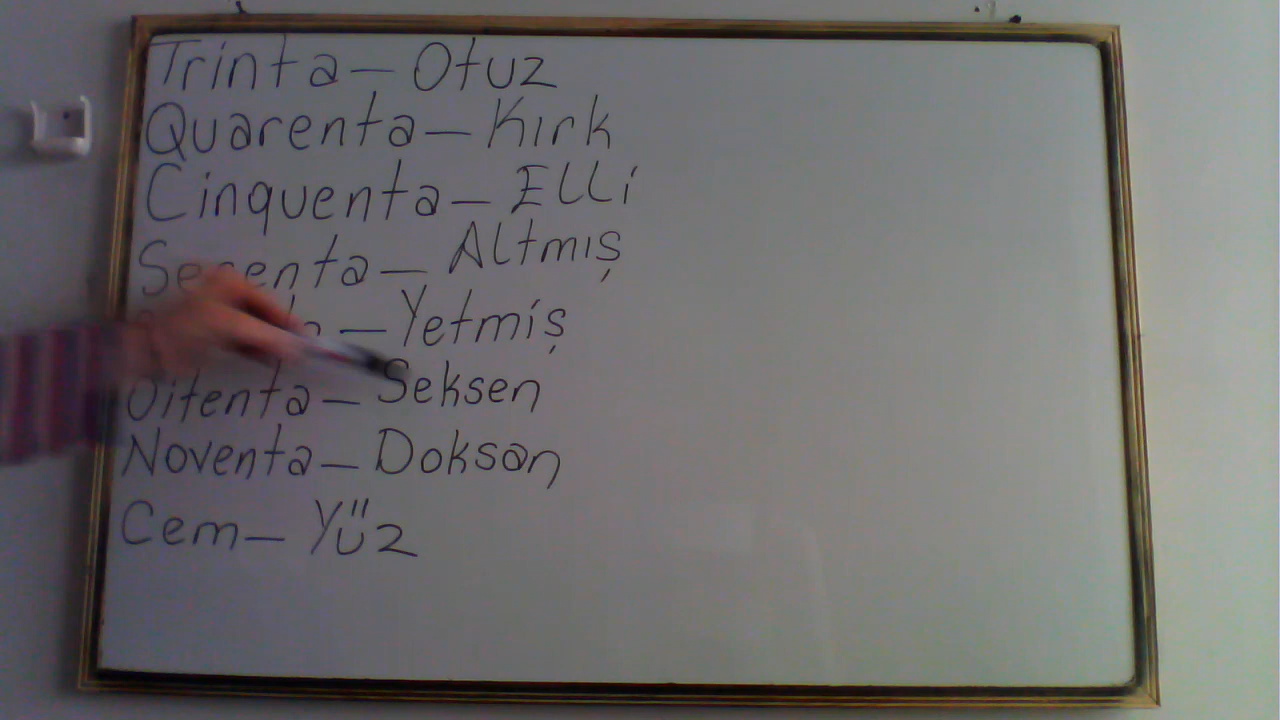 Trinta - Otuz
Quarenta - Kırk
Cinquenta - Elli
Sesenta - Altmış
- Yetmiş
Oitenta - Seksen
Noventa - Doksan
Cem - Yüz